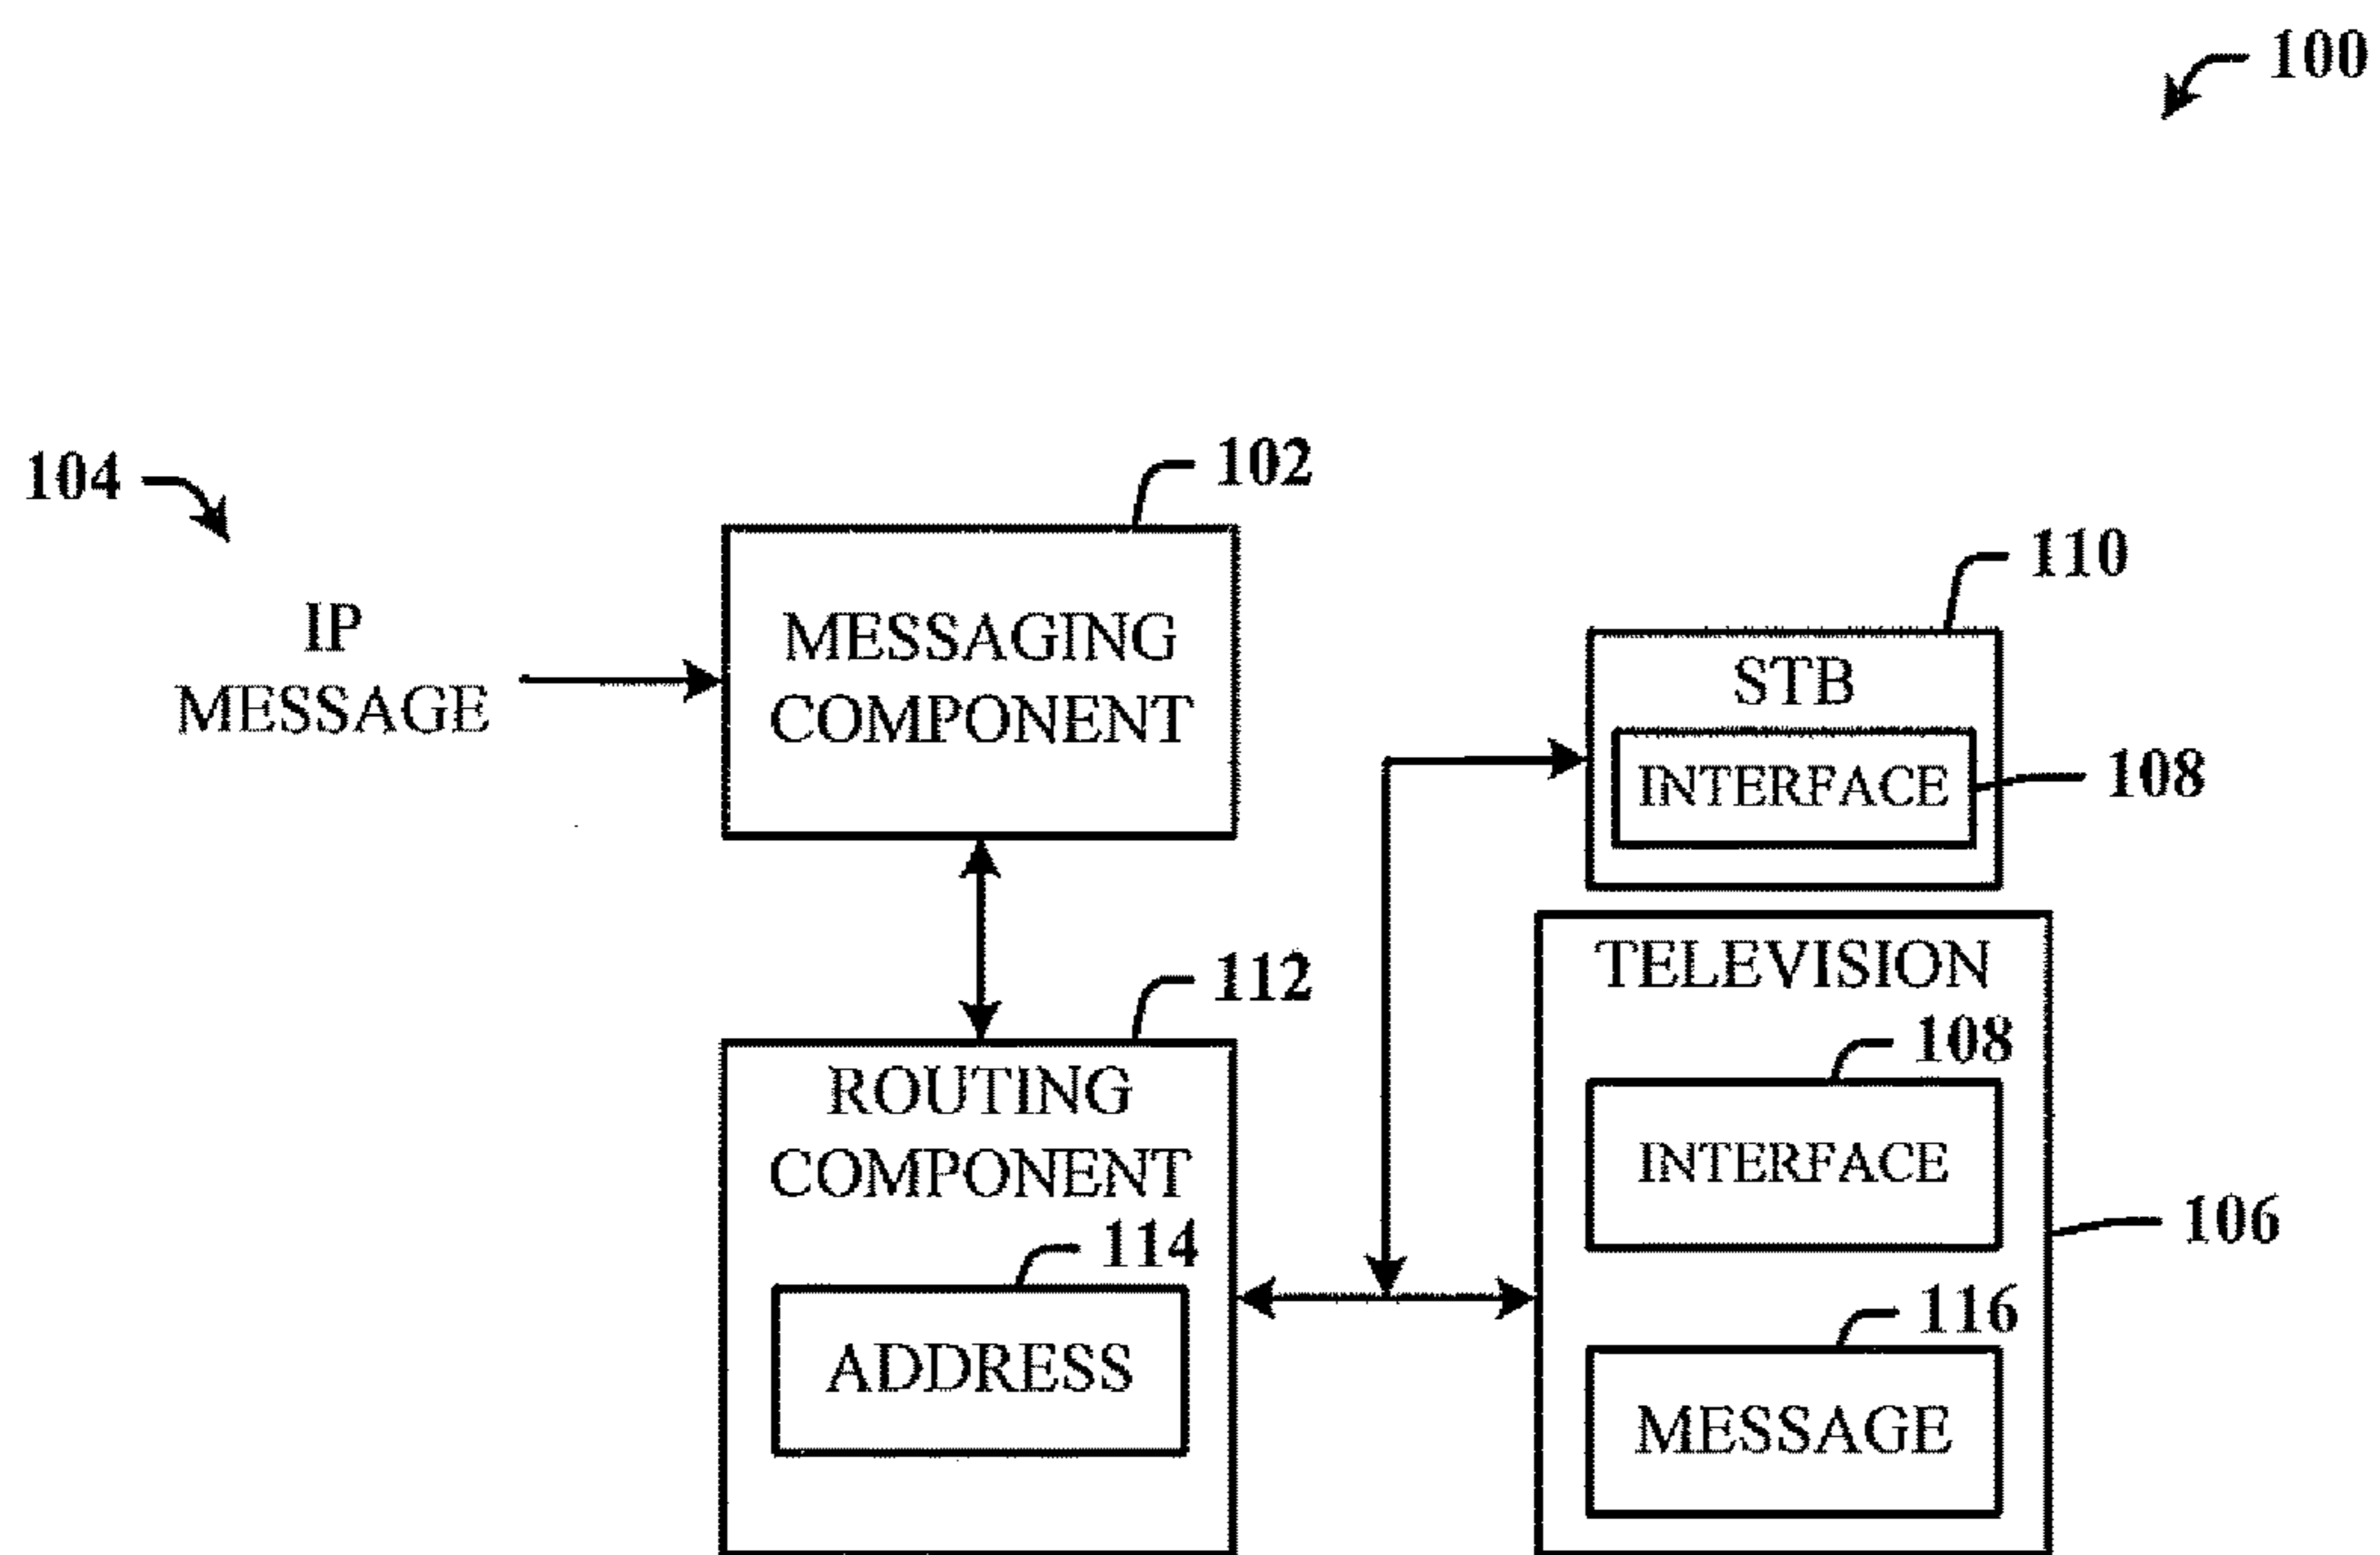 100
104
102
IP
MESSAGE
MESSAGING
COMPONENT
110
STB
INTERFACE
108
112
ROUTING
COMPONENT
114
ADDRESS
TELEVISION
108
INTERFACE
106
116
MESSAGE